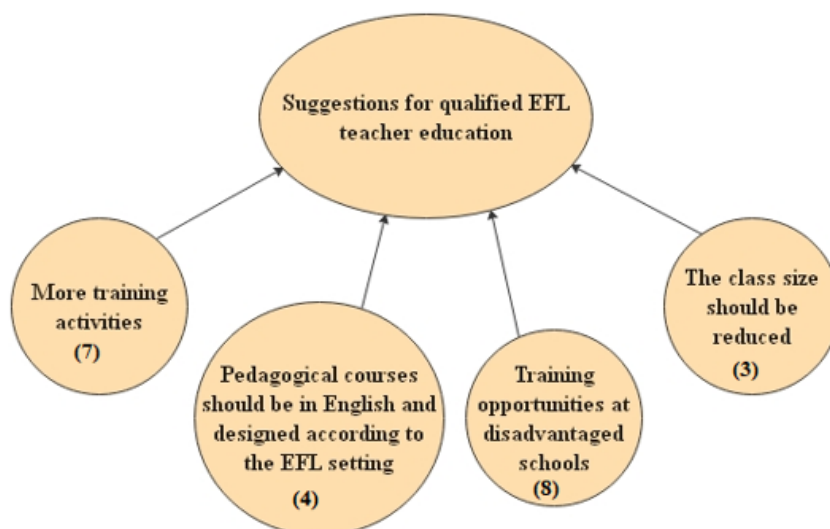 Suggestions for qualified EFL
teacher education
More training
activities
(7)
Pedagogical courses
should be in English and
designed according to
the EFL setting
(4)
Training
opportunities at
disadvantaged
schools
(8)
The class size
should be
reduced
(3)